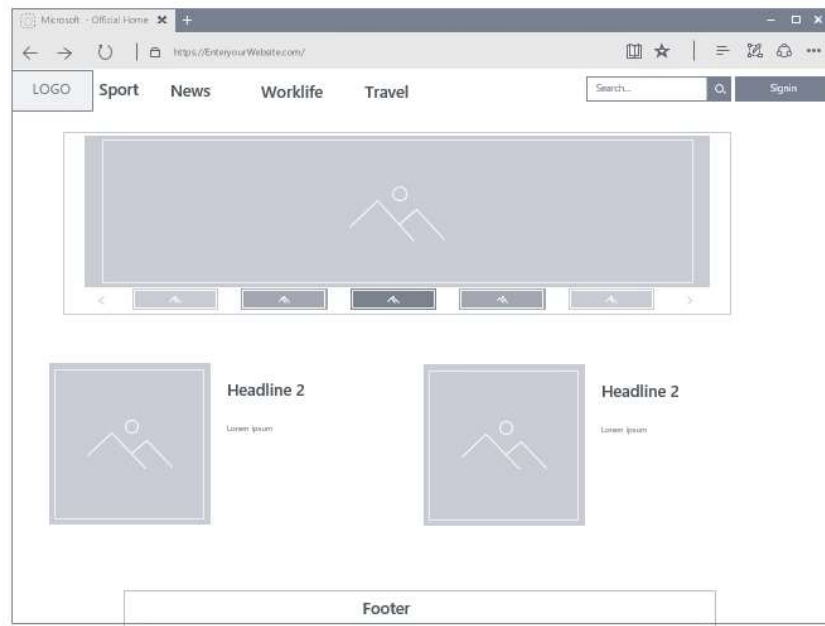 Microsoft - Official Home
https://EnteryourWebsite.com/
LOGO Sport News Worklife Travel Search... Signin
Headline 2 Headline 2
Lorem ipsum Lorem ipsum
Footer